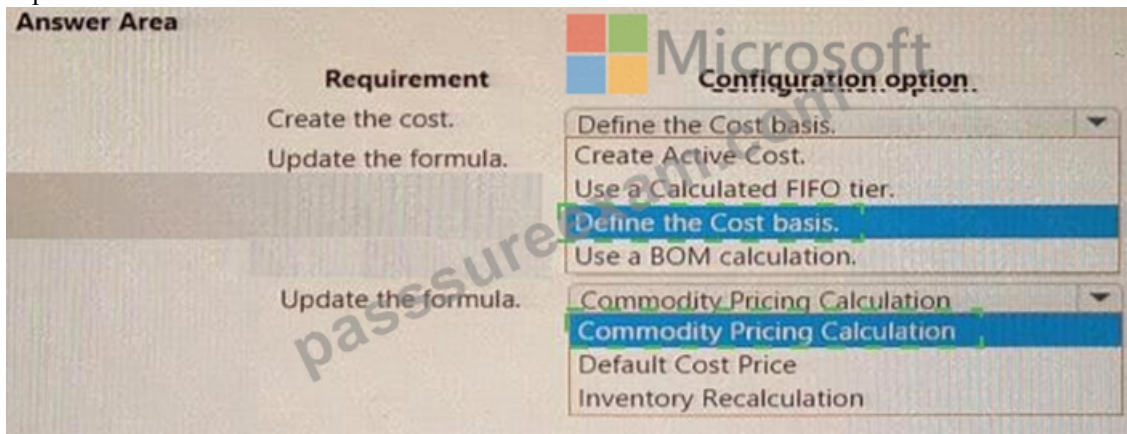 Answer Area
Microsoft
Requirement
Configuration option
Create the cost.
Define the Cost basis.
Update the formula.
Create Active Cost.
Use a Calculated FIFO tier.
Define the Cost basis.
Use a BOM calculation.
Update the formula.
Commodity Pricing Calculation
Commodity Pricing Calculation
Default Cost Price
Inventory Recalculation
passsureexam.com